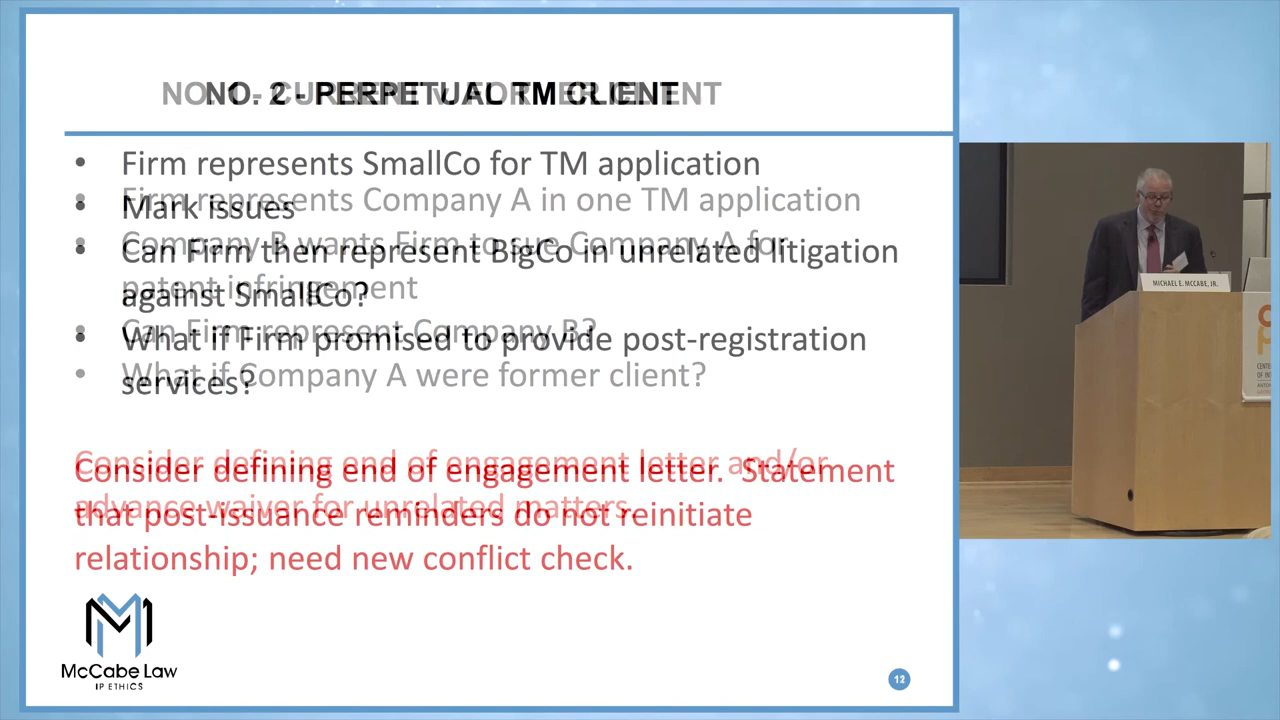 NO. 1 - CURRENT v. FORMER CLIENT
NO. 2 - PERPETUAL TM CLIENT
• Firm represents SmallCo for TM application
• Mark issues
• Can Firm then represent BigCo in unrelated litigation
against SmallCo?
• What if Firm promised to provide post-registration
services?
Consider defining end of engagement letter. Statement
that post-issuance reminders do not reinitiate
relationship; need new conflict check.
• Firm represents Company A in one TM application
• Company B wants Firm to sue Company A for
patent infringement
• Can Firm represent Company B?
• What if Company A were former client?
Consider defining end of engagement letter and/or
advance waiver for unrelated matters.
McCabe Law
IP ETHICS
12
MICHAEL E. MCCABE, JR.